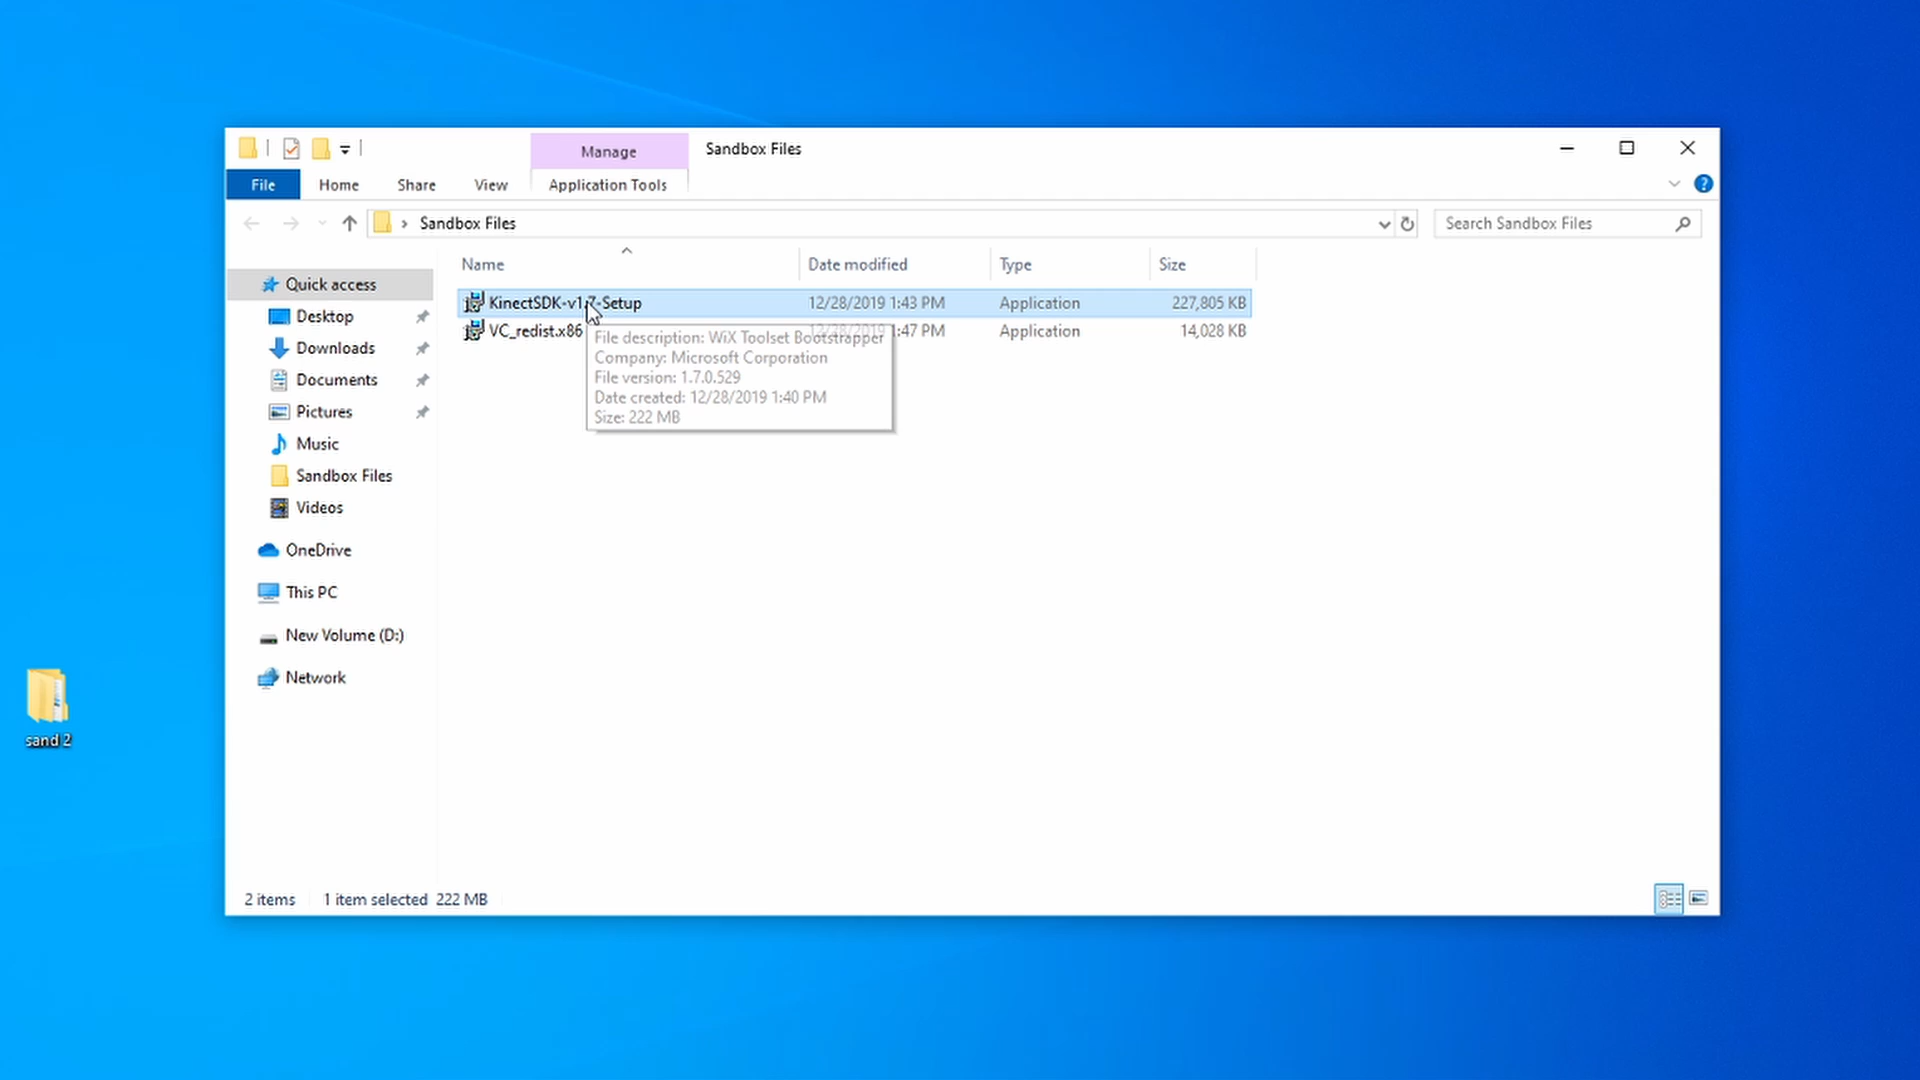 Manage
Sandbox Files
File
Home
Share
View
Application Tools
Sandbox Files
Search Sandbox Files
Name
Date modified
Type
Size
KinectSDK-v1.7-Setup
12/28/2019 1:43 PM
Application
227,805 KB
VC_redist.x86
12/28/2019 1:47 PM
Application
14,028 KB
File description: WiX Toolset Bootstrapper
Company: Microsoft Corporation
File version: 1.7.0.529
Date created: 12/28/2019 1:40 PM
Size: 222 MB
Quick access
Desktop
Downloads
Documents
Pictures
Music
Sandbox Files
Videos
OneDrive
This PC
New Volume (D:)
Network
sand 2
2 items
1 item selected 222 MB